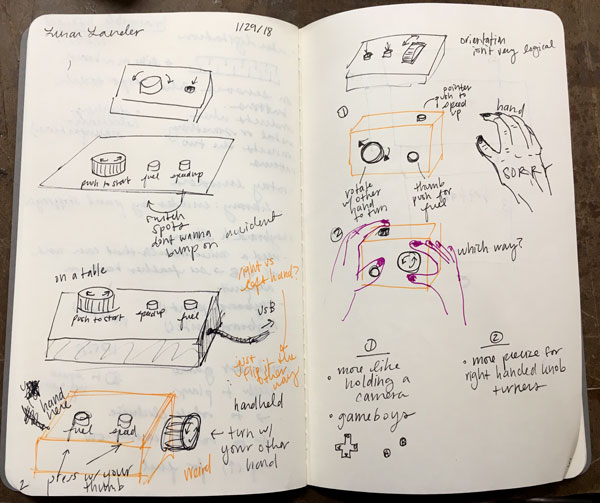 Lunar Lander
1/29/18
push to start
fuel
speedup
switch
spots
dont wanna accident
bump on
on a table
right vs
left hand?
push to start
speedup
fuel
USB
just flip it the
other
way
hand
here
handheld
fuel
speed
turn w/
your other
hand
weird
press w/ your
thumb
2
orientation
isn't very logical
①
pointer
push to
speed
up
hand
SORRY
rotate
w/ other
hand
to turn
thumb
push for
fuel
②
which way?
①
• more like
holding a
camera
• gameboys
②
• more precise for
right handed knob
turners